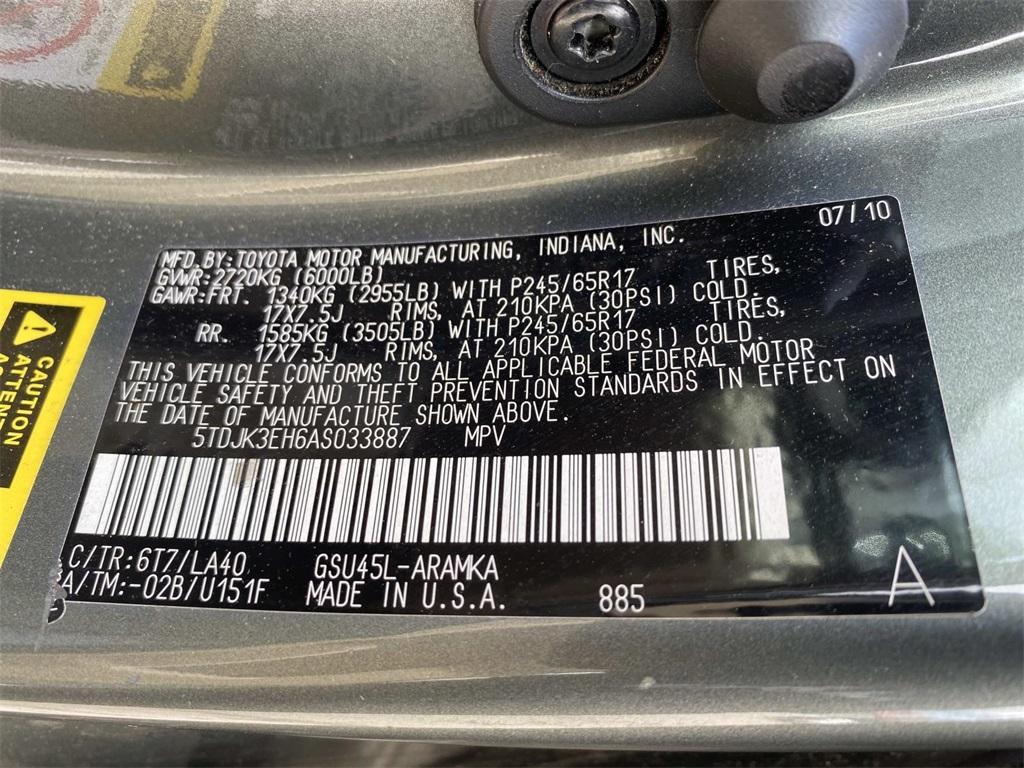 07/10
MFD.BY:TOYOTA MOTOR MANUFACTURING, INDIANA, INC.
GVWR:2720KG (6000LB)
GAWR:FRT. 1340KG (2955LB) WITH P245/65R17 TIRES,
17X7.5J RIMS, AT 210KPA (30PSI) COLD.
RR. 1585KG (3505LB) WITH P245/65R17 TIRES,
17X7.5J RIMS, AT 210KPA (30PSI) COLD.
THIS VEHICLE CONFORMS TO ALL APPLICABLE FEDERAL MOTOR
VEHICLE SAFETY AND THEFT PREVENTION STANDARDS IN EFFECT ON
THE DATE OF MANUFACTURE SHOWN ABOVE.
5TDJK3EH6AS033887 MPV
C/TR:6T7/LA40 GSU45L-ARAMKA
A/TM:-02B/U151F MADE IN U.S.A. 885 A
CAUTION